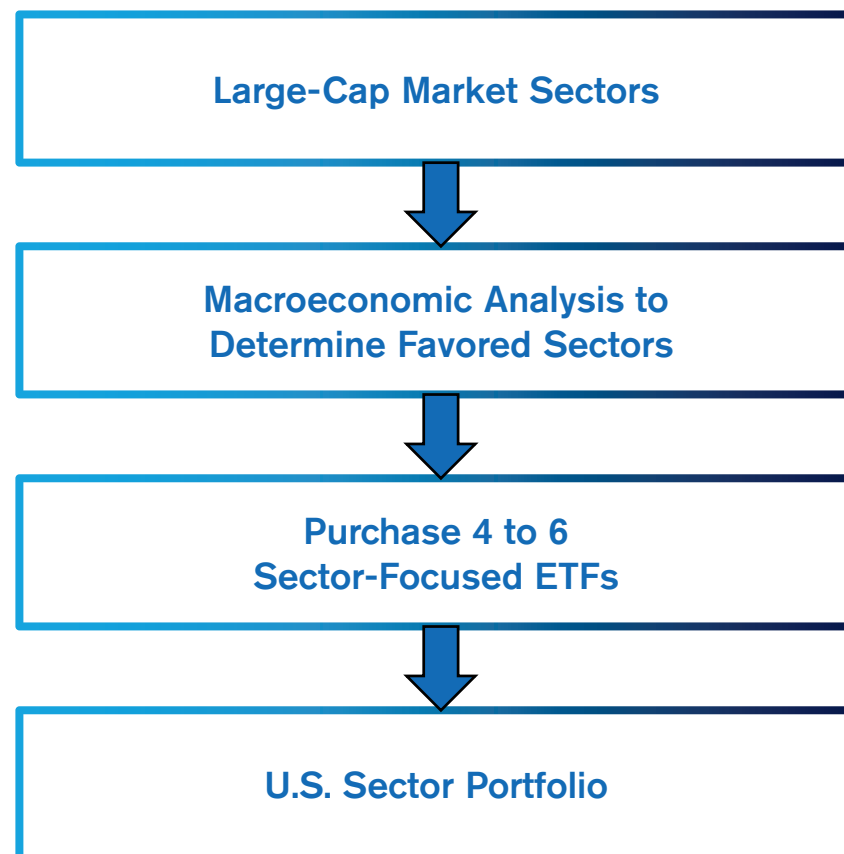 Large-Cap Market Sectors
Macroeconomic Analysis to
Determine Favored Sectors
Purchase 4 to 6
Sector-Focused ETFs
U.S. Sector Portfolio